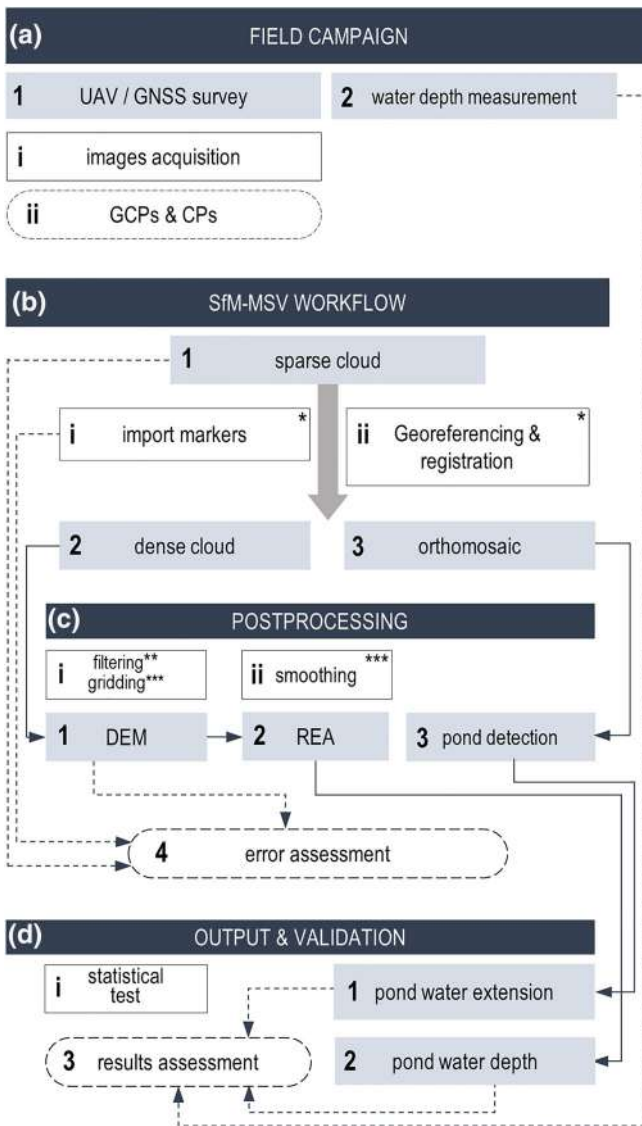 (a) FIELD CAMPAIGN
1 UAV / GNSS survey
2 water depth measurement
i images acquisition
ii GCPs & CPs
(b) SfM-MSV WORKFLOW
1 sparse cloud
i import markers *
ii Georeferencing & *
registration
2 dense cloud
3 orthomosaic
(c) POSTPROCESSING
i filtering**
gridding***
ii smoothing ***
1 DEM
2 REA
3 pond detection
4 error assessment
(d) OUTPUT & VALIDATION
i statistical
test
1 pond water extension
3 results assessment
2 pond water depth